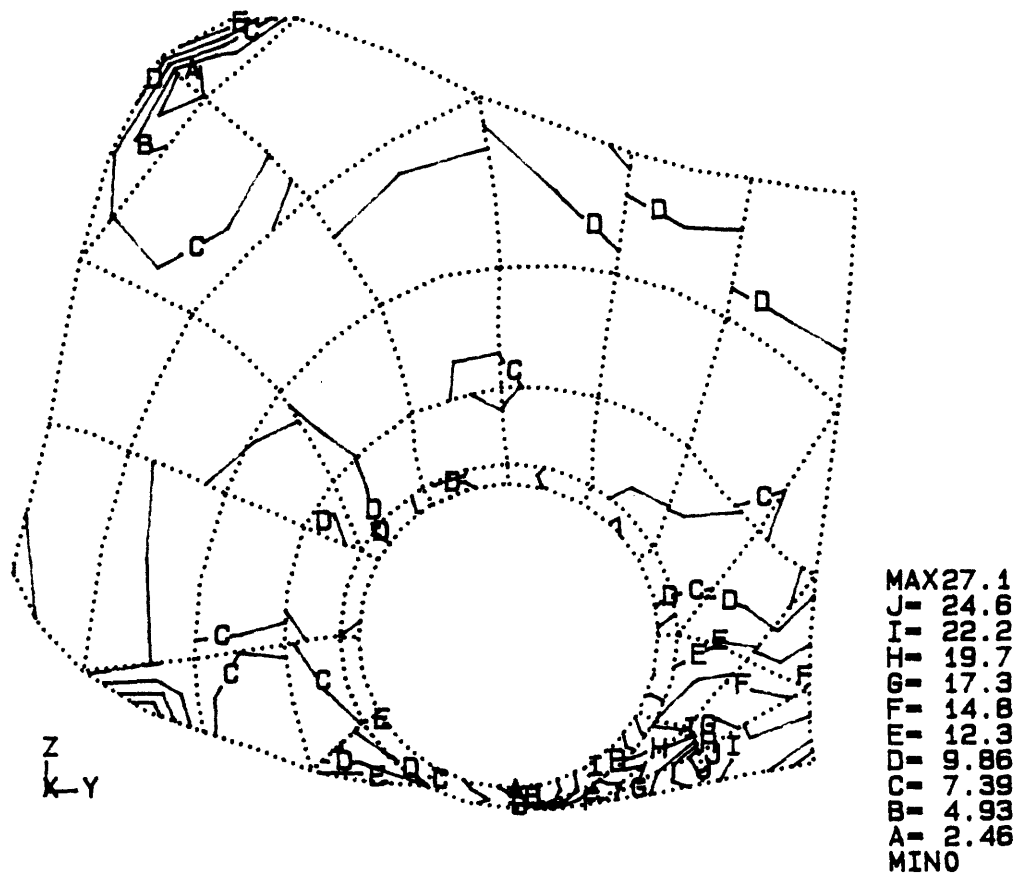 E
C
D A
B
D
D
C
D
C
B
C
D
D
D
D C=
D
C
E
E
C
C
F
F
E
G
H
I
D
D
C
E
G
Z
X Y
MAX27.1
J= 24.6
I= 22.2
H= 19.7
G= 17.3
F= 14.8
E= 12.3
D= 9.86
C= 7.39
B= 4.93
A= 2.46
MIN0